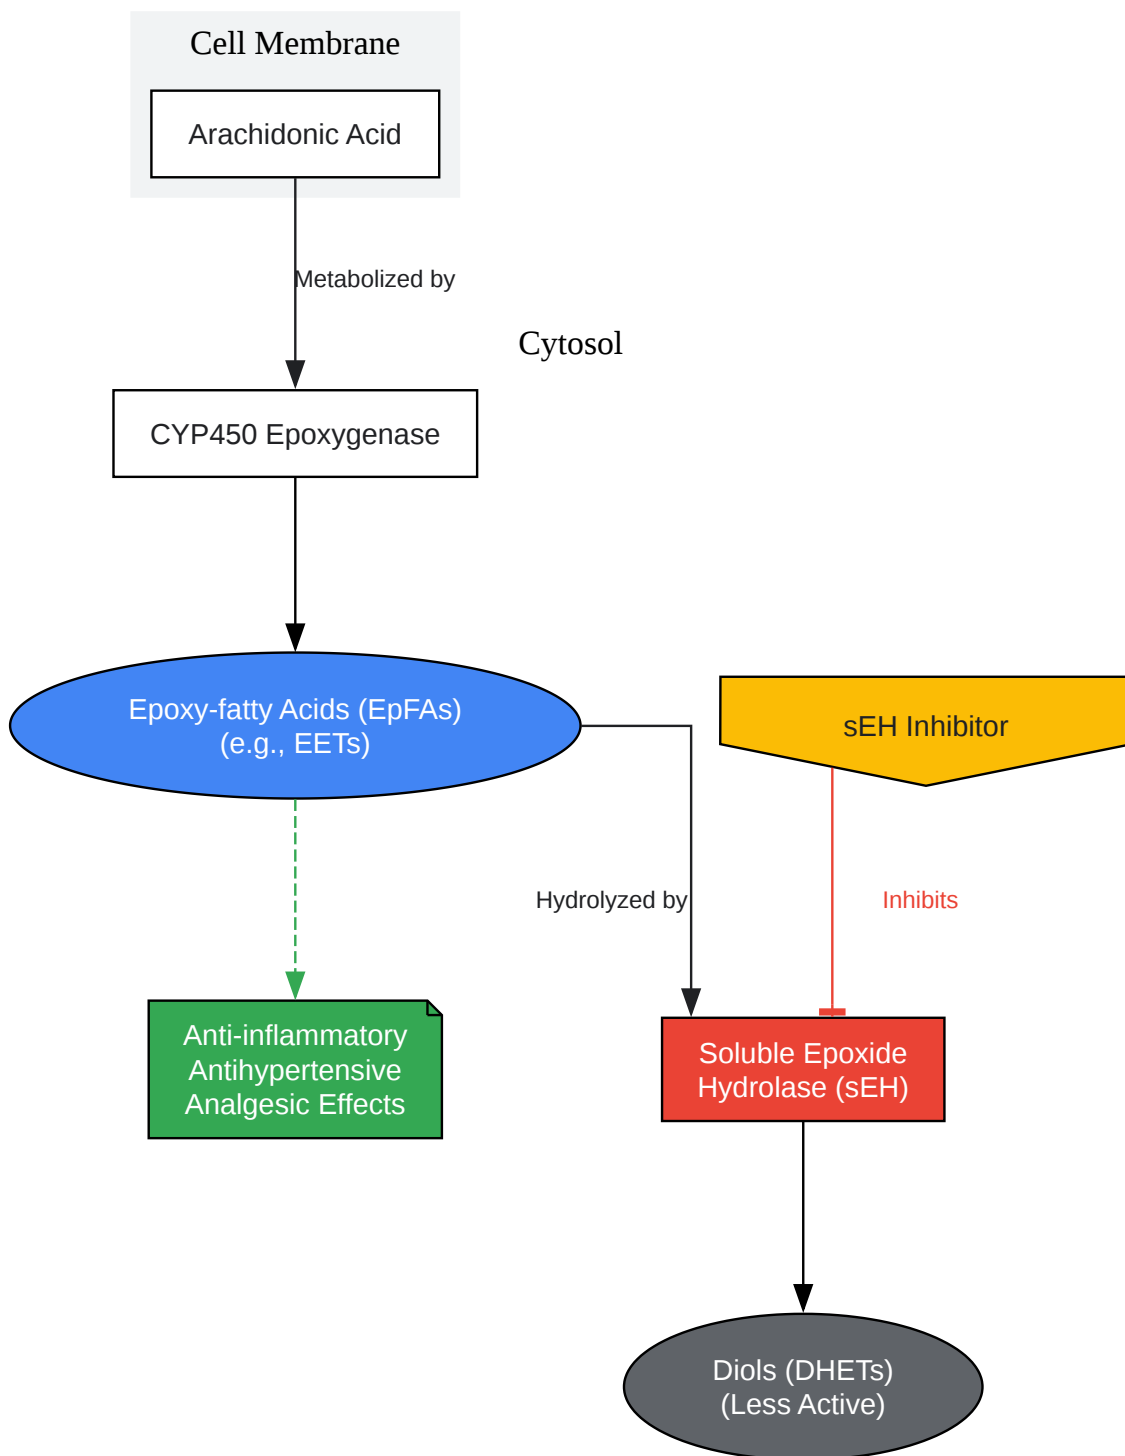 Cell Membrane
Arachidonic Acid
Metabolized by
Cytosol
CYP450 Epoxygenase
Epoxy-fatty Acids (EpFAs)
(e.g., EETs)
sEH Inhibitor
Hydrolyzed by
Inhibits
Anti-inflammatory
Antihypertensive
Analgesic Effects
Soluble Epoxide
Hydrolase (sEH)
Diols (DHETs)
(Less Active)